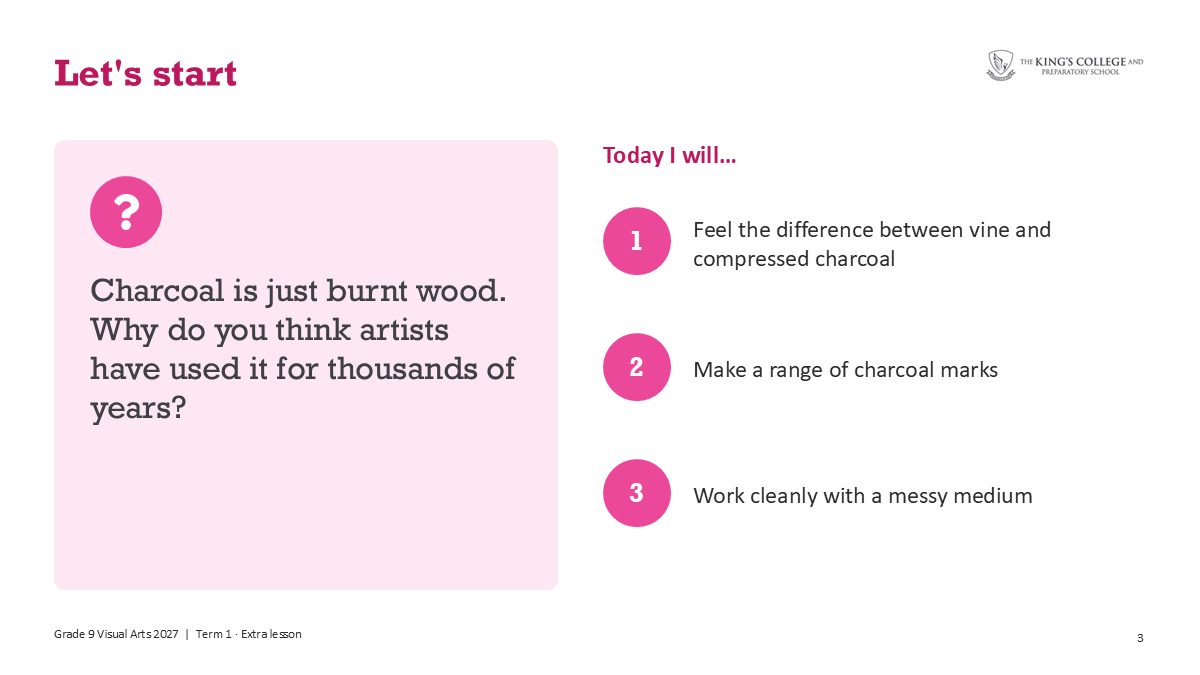 Let's start
THE KING'S COLLEGE AND
PREPARATORY SCHOOL
?
Charcoal is just burnt wood.
Why do you think artists
have used it for thousands of
years?
Today I will...
1
Feel the difference between vine and
compressed charcoal
2
Make a range of charcoal marks
3
Work cleanly with a messy medium
Grade 9 Visual Arts 2027 | Term 1 · Extra lesson
3